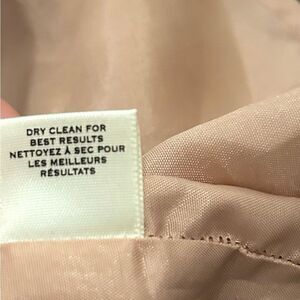 DRY CLEAN FOR
BEST RESULTS
NETTOYEZ À SEC POUR
LES MEILLEURS
RÉSULTATS